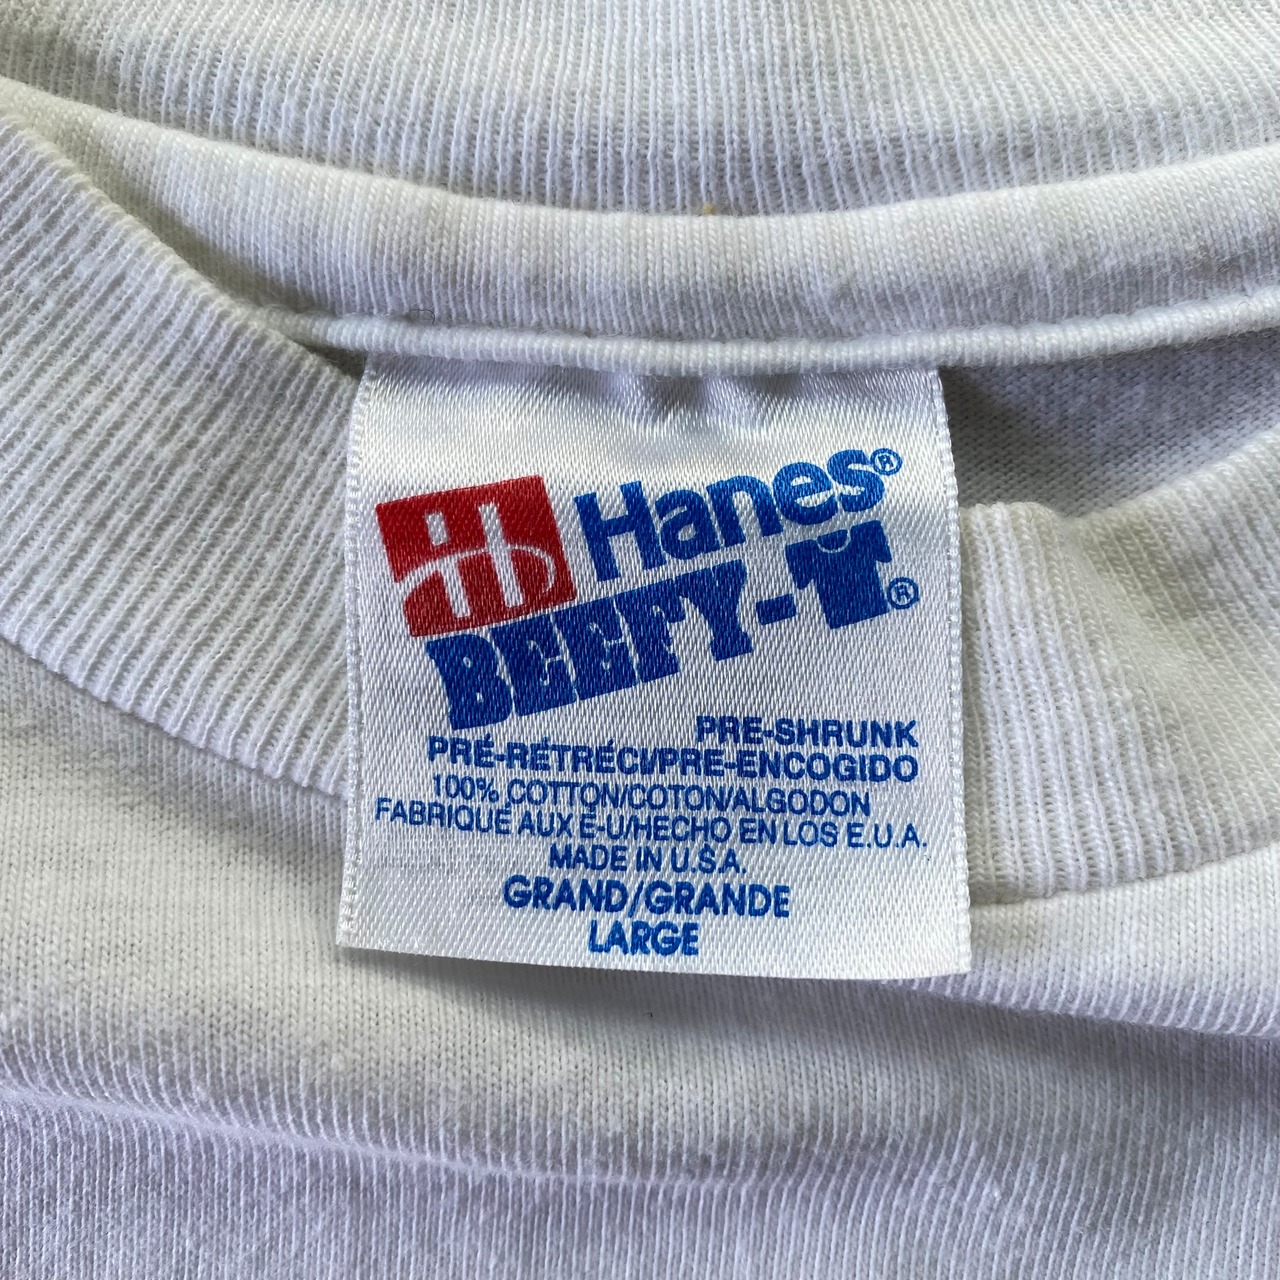 Hanes®
BEEFY-T®
PRE-SHRUNK
PRÉ-RÉTRÉCI/PRE-ENCOGIDO
100% COTTON/COTON/ALGODON
FABRIQUE AUX E-U/HECHO EN LOS E.U.A.
MADE IN U.S.A.
GRAND/GRANDE
LARGE